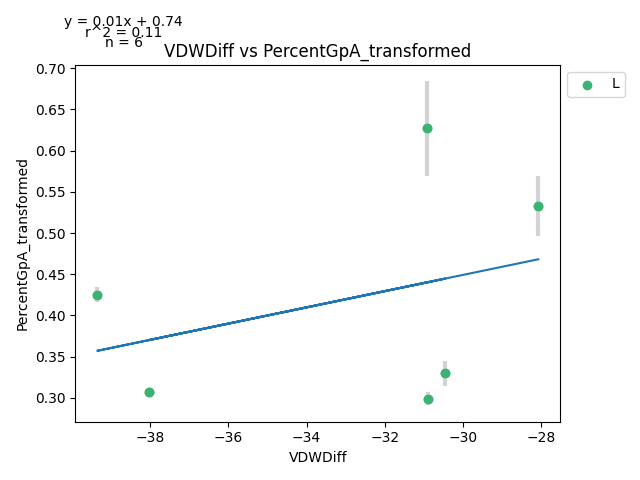 y = 0.01x + 0.74
r^2 = 0.11
n = 6
VDWDiff vs PercentGpA_transformed
L
PercentGpA_transformed
0.70
0.65
0.60
0.55
0.50
0.45
0.40
0.35
0.30
−38
−36
−34
−32
−30
−28
VDWDiff